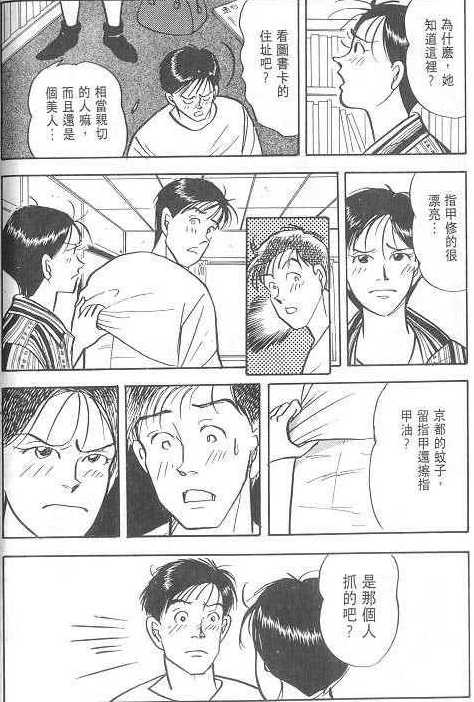 為什麽，她
知道這裡？
看圖書卡的
住址吧？
相當親切
的人嘛，
而且還是
個美人…
指甲修的很
漂亮…
京都的蚊子，
留指甲還擦指
甲油？
是那個人
抓的吧？